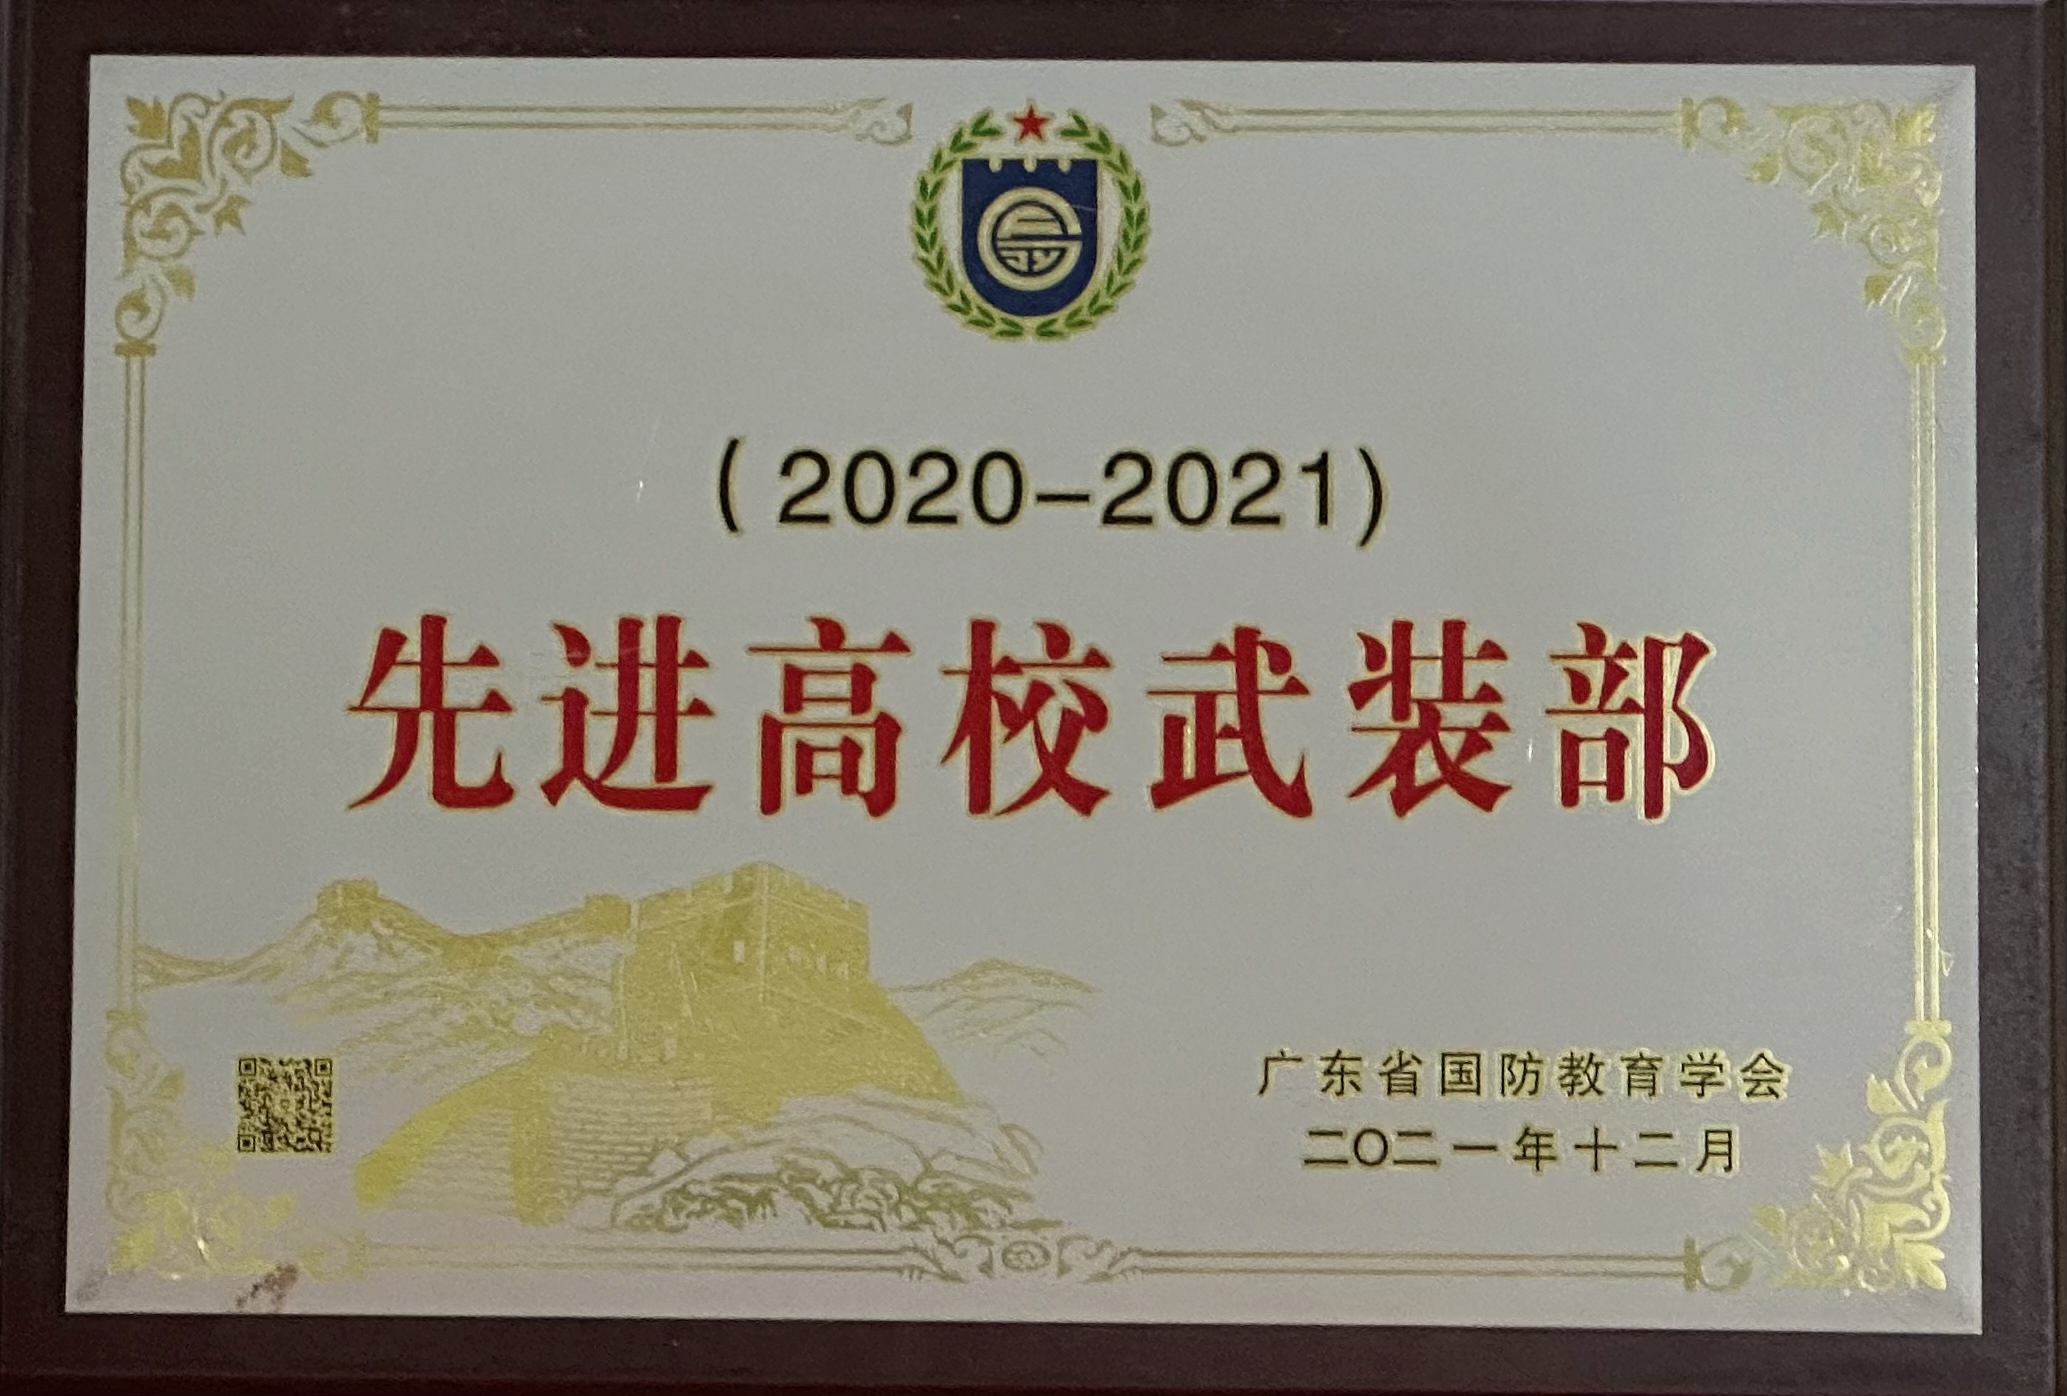 (2020-2021)
先进高校武装部
广东省国防教育学会
二〇二一年十二月